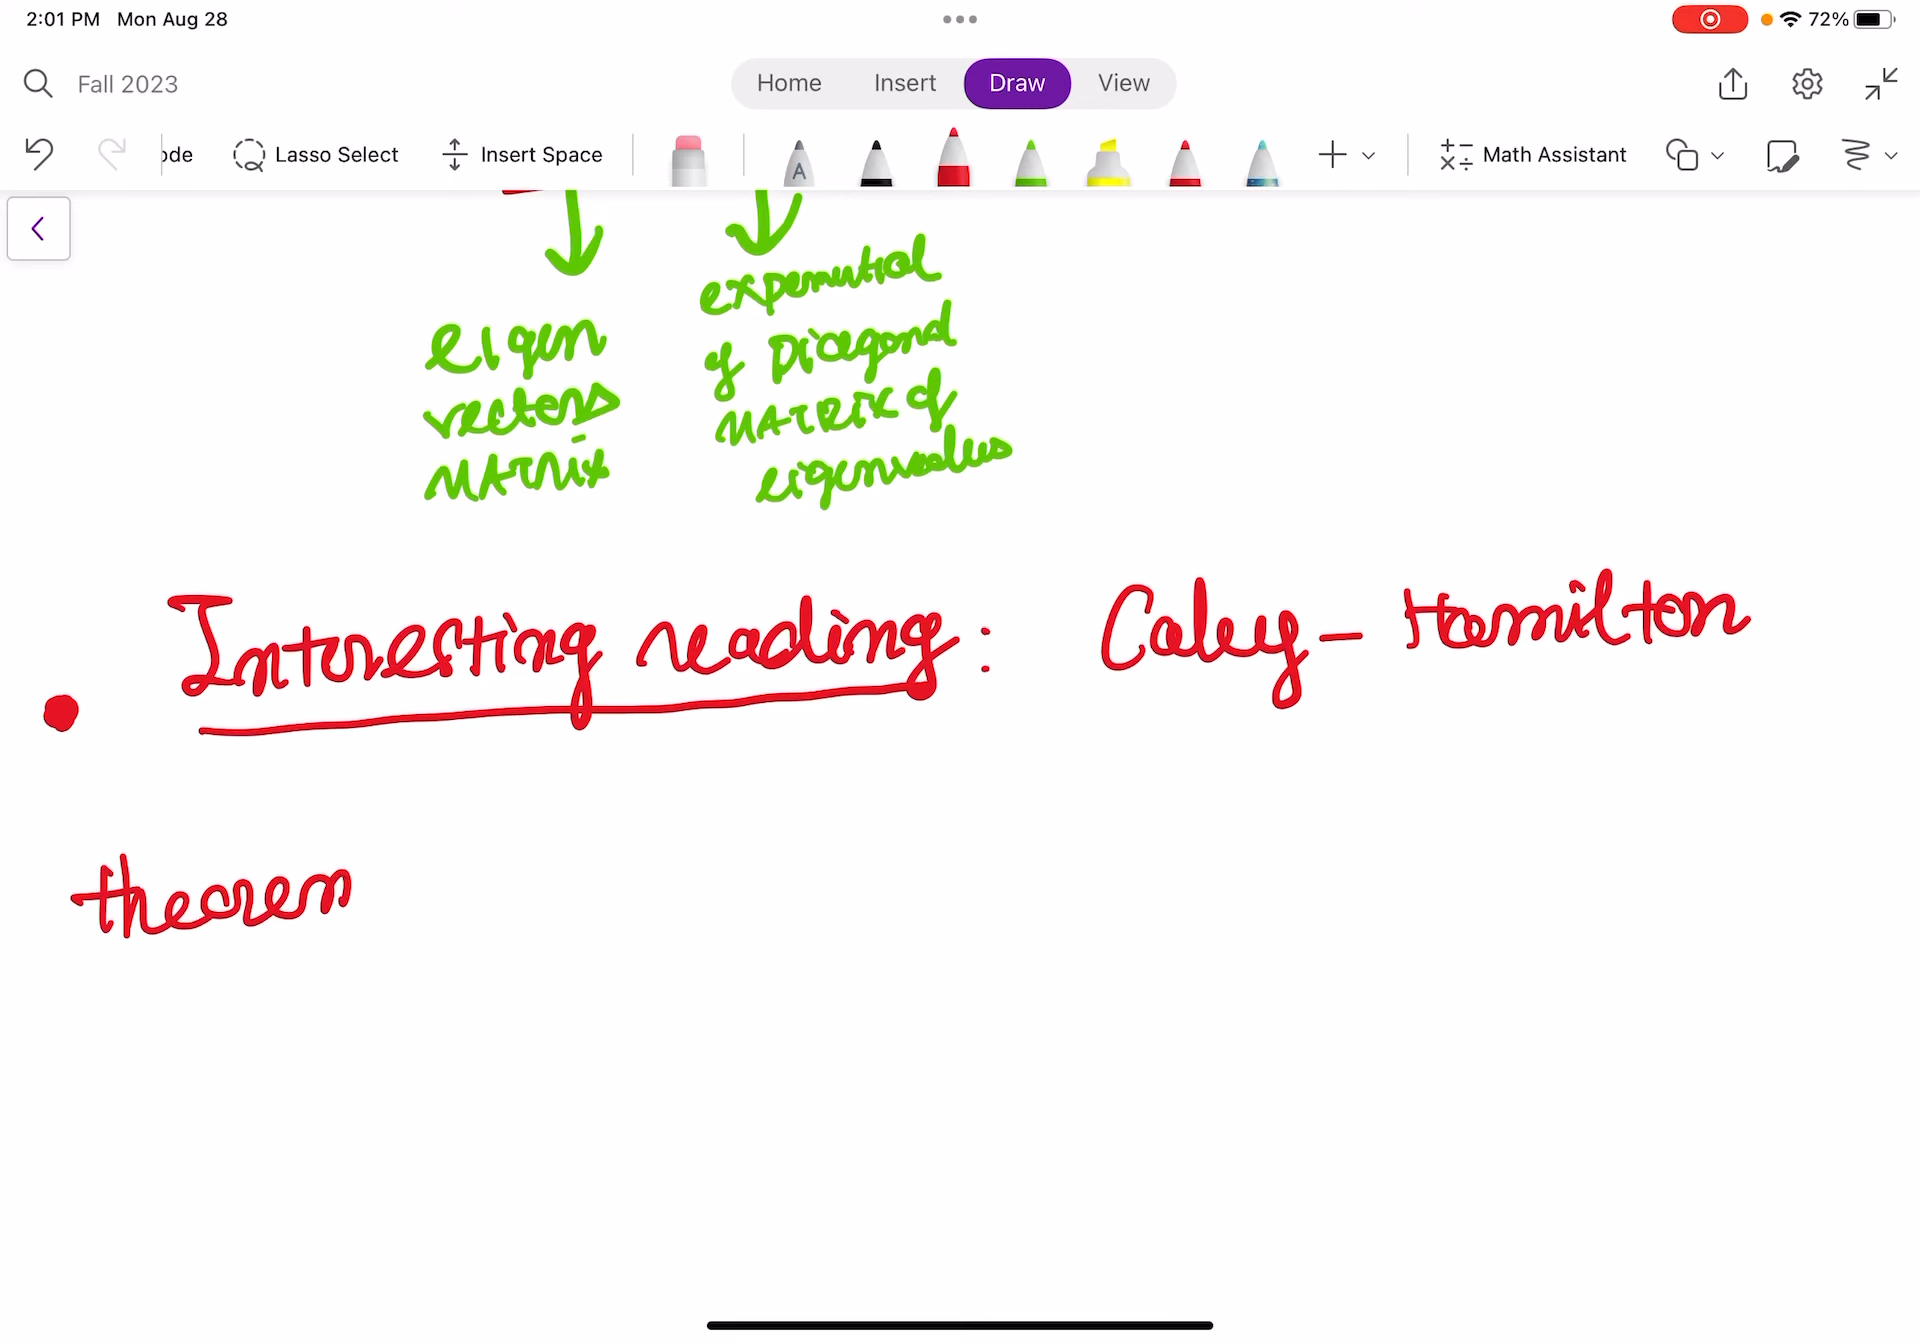 2:01 PM Mon Aug 28
72%
Fall 2023
Home Insert Draw View
ode Lasso Select Insert Space A Math Assistant
exponential
eigen of Diagonal
vectors MATRIX of
MATRIX eigenvalues
Interesting reading: Caley - Hamilton
theorem